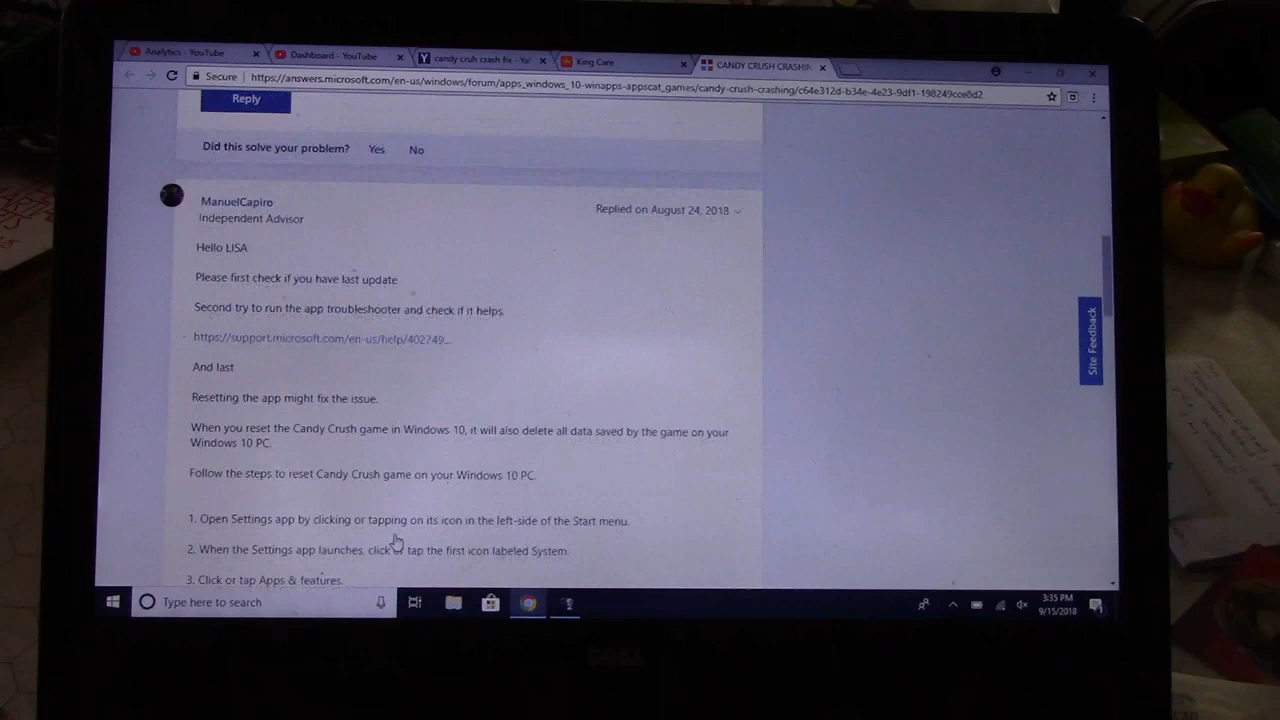 Analytics - YouTube
Dashboard - YouTube
candy cruh crash fix - Ya!
King Care
CANDY CRUSH CRASHIN
Secure
https://answers.microsoft.com/en-us/windows/forum/apps_windows_10-winapps-appscat_games/candy-crush-crashing/c64e312d-b34e-4e23-9df1-198249cce8d2
Reply
Did this solve your problem? Yes No
ManuelCapiro
Independent Advisor
Replied on August 24, 2018
Hello LISA
Please first check if you have last update
Second try to run the app troubleshooter and check if it helps.
https://support.microsoft.com/en-us/help/402749...
And last
Resetting the app might fix the issue.
When you reset the Candy Crush game in Windows 10, it will also delete all data saved by the game on your
Windows 10 PC.
Follow the steps to reset Candy Crush game on your Windows 10 PC.
1. Open Settings app by clicking or tapping on its icon in the left-side of the Start menu.
2. When the Settings app launches, click tap the first icon labeled System.
3. Click or tap Apps & features.
Site Feedback
Type here to search
3:35 PM
9/15/2018
DELL